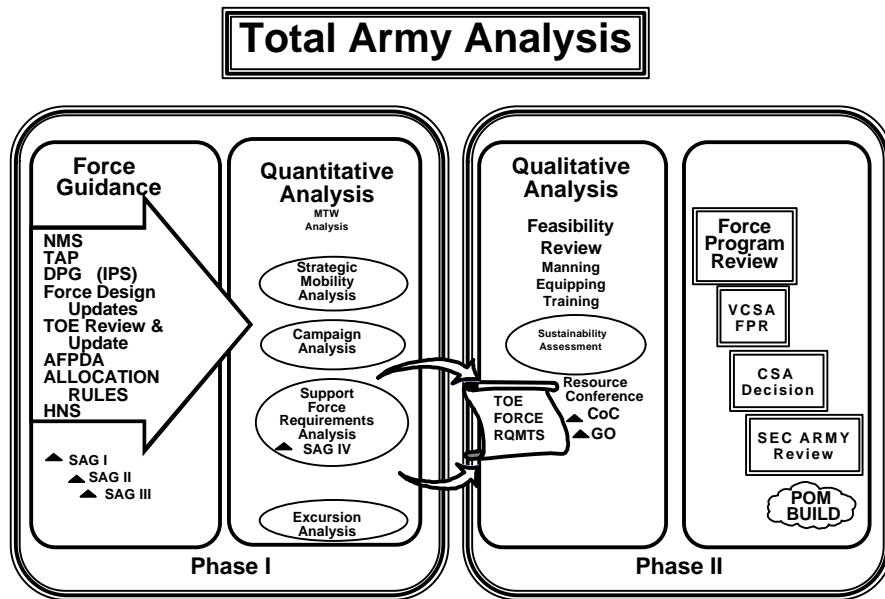 Total Army Analysis
Force
Guidance
NMS
TAP
DPG (IPS)
Force Design
Updates
TOE Review &
Update
AFPDA
ALLOCATION
RULES
HNS
SAG I
SAG II
SAG III
Quantitative
Analysis
MTW
Analysis
Strategic
Mobility
Analysis
Campaign
Analysis
Support
Force
Requirements
Analysis
SAG IV
Excursion
Analysis
Phase I
TOE
FORCE
RQMTS
Qualitative
Analysis
Feasibility
Review
Manning
Equipping
Training
Sustainability
Assessment
Resource
Conference
CoC
GO
Force
Program
Review
VCSA
FPR
CSA
Decision
SEC ARMY
Review
POM
BUILD
Phase II